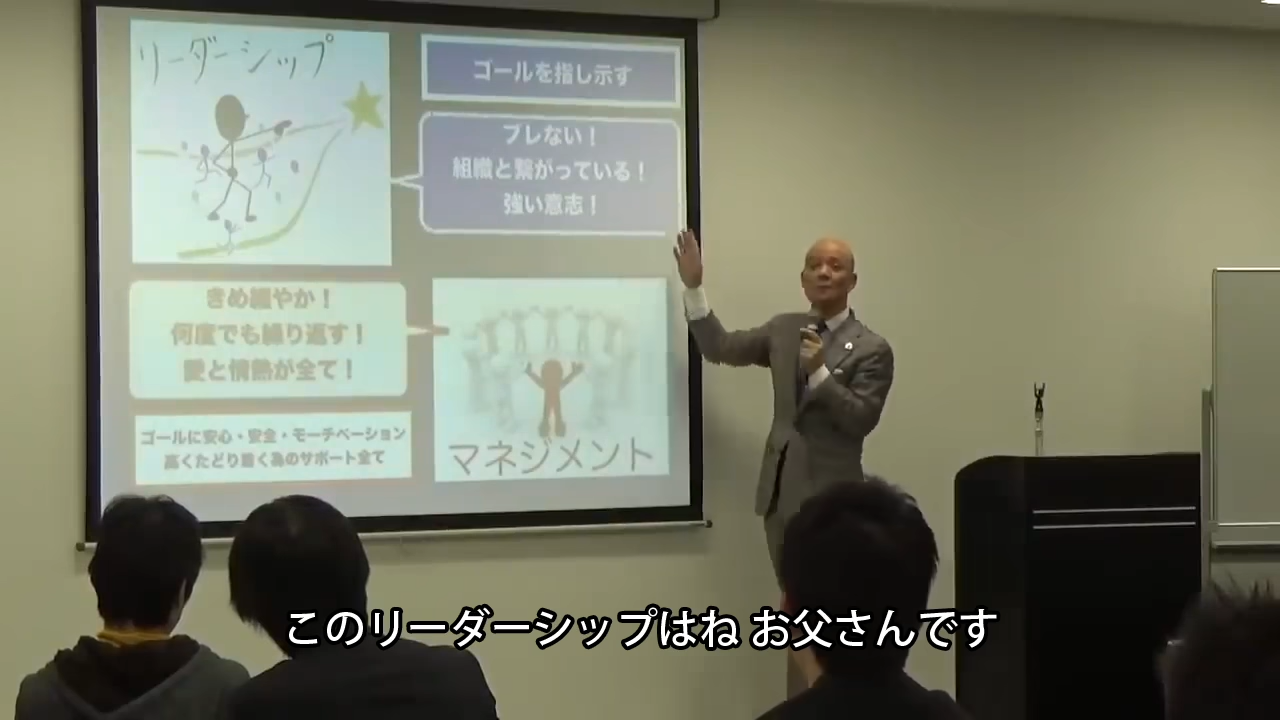 リーダーシップ
ゴールを指し示す
ブレない！
組織と繋がっている！
強い意志！
きめ細やか！
何度でも繰り返す！
愛と情熱が全て！
ゴールに安心・安全・モーチベーション
高くたどり着く為のサポート全て
マネジメント
このリーダーシップはね お父さんです